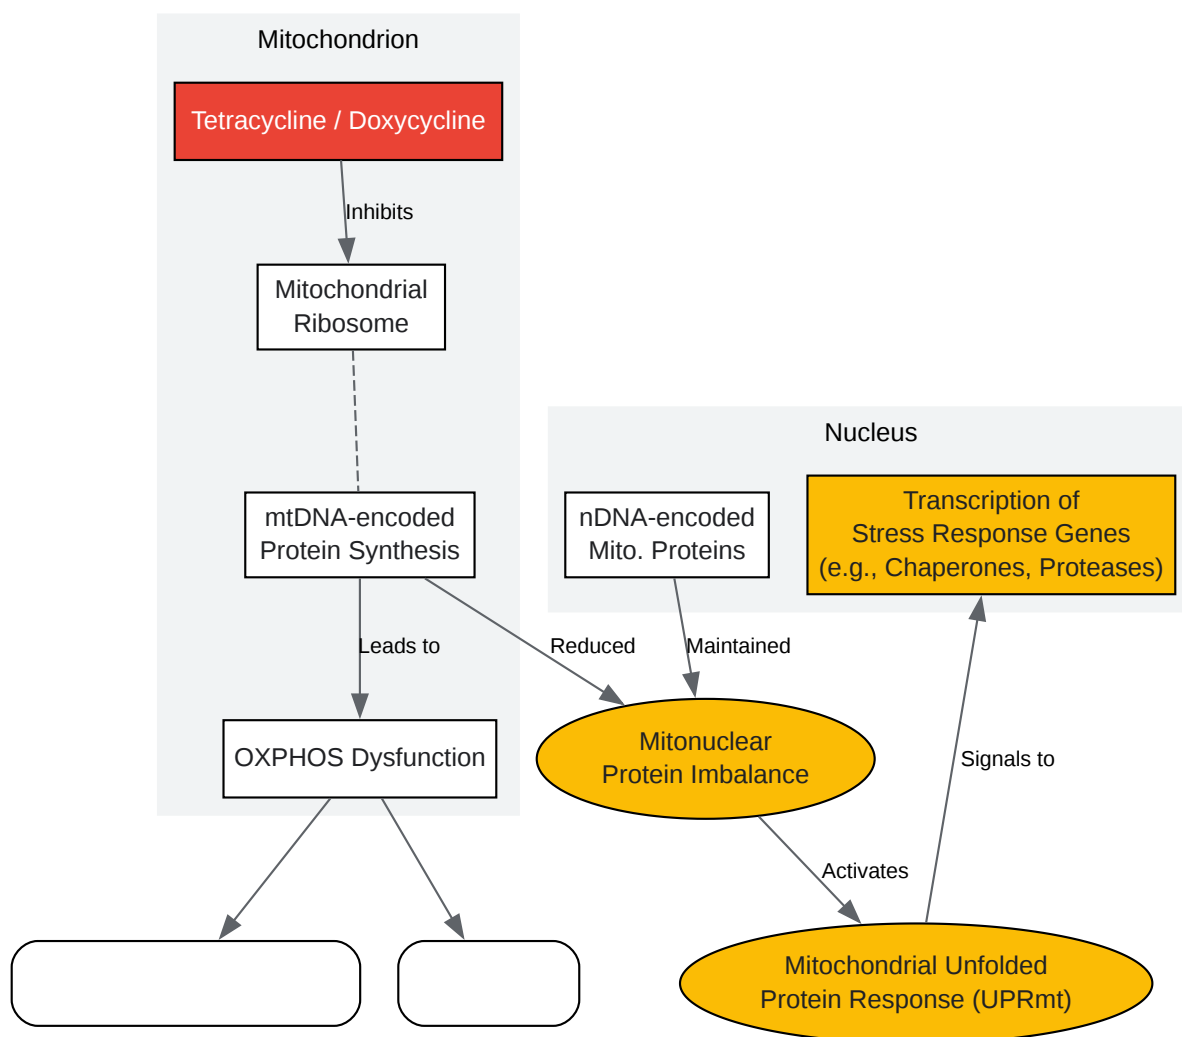 Mitochondrion
Tetracycline / Doxycycline
Inhibits
Mitochondrial
Ribosome
Nucleus
mtDNA-encoded
Protein Synthesis
nDNA-encoded
Mito. Proteins
Transcription of
Stress Response Genes
(e.g., Chaperones, Proteases)
Leads to
Reduced
Maintained
OXPHOS Dysfunction
Mitonuclear
Protein Imbalance
Signals to
Activates
Mitochondrial Unfolded
Protein Response (UPRmt)